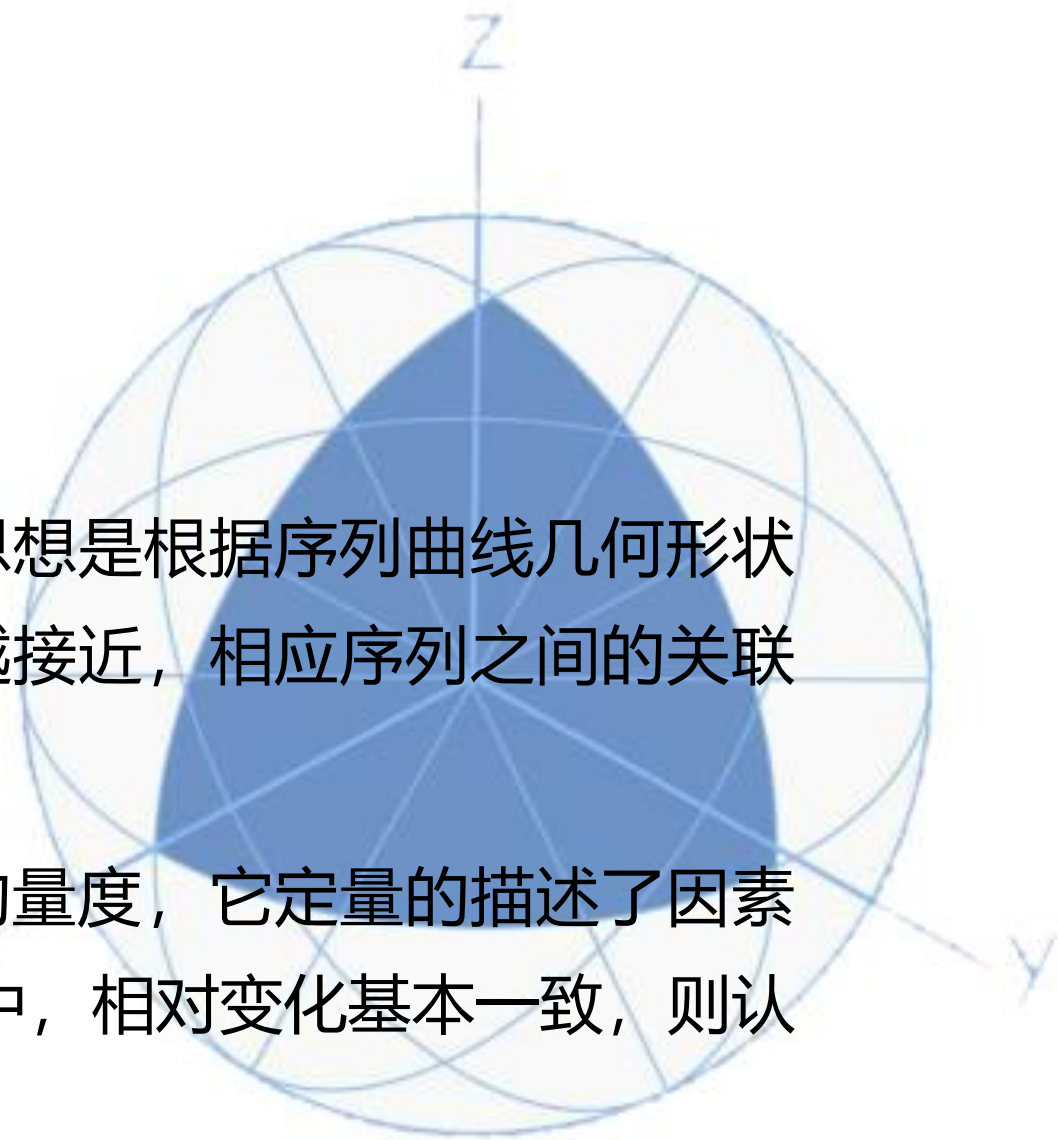 Z
想是根据序列曲线几何形状
接近，相应序列之间的关联
量度，它定量的描述了因素
中，相对变化基本一致，则认
y